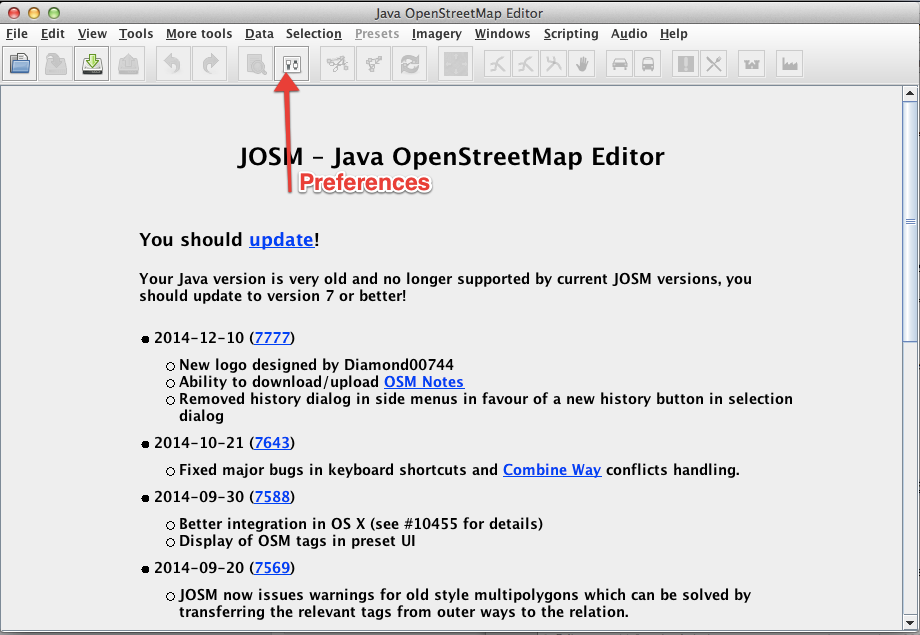 Java OpenStreetMap Editor
File Edit View Tools More tools Data Selection Presets Imagery Windows Scripting Audio Help
Preferences
JOSM – Java OpenStreetMap Editor
You should update!
Your Java version is very old and no longer supported by current JOSM versions, you
should update to version 7 or better!
2014-12-10 (7777)
New logo designed by Diamond00744
Ability to download/upload OSM Notes
Removed history dialog in side menus in favour of a new history button in selection
dialog
2014-10-21 (7643)
Fixed major bugs in keyboard shortcuts and Combine Way conflicts handling.
2014-09-30 (7588)
Better integration in OS X (see #10455 for details)
Display of OSM tags in preset UI
2014-09-20 (7569)
JOSM now issues warnings for old style multipolygons which can be solved by
transferring the relevant tags from outer ways to the relation.